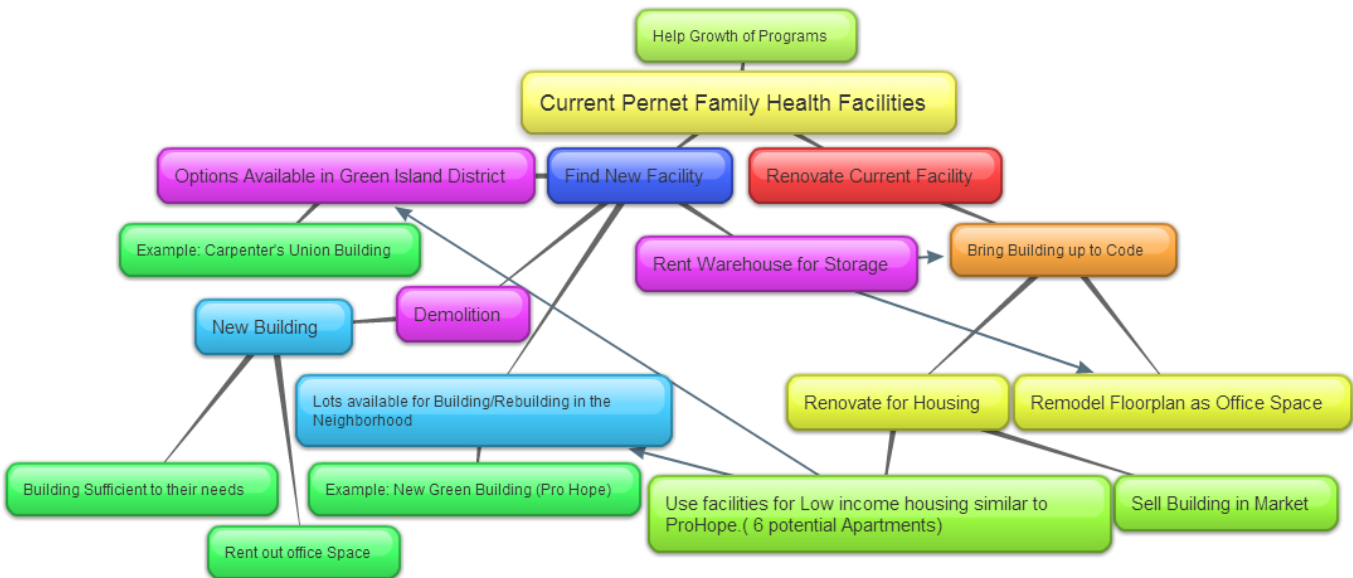 Help Growth of Programs
Current Pernet Family Health Facilities
Options Available in Green Island District
Find New Facility
Renovate Current Facility
Example: Carpenter's Union Building
Rent Warehouse for Storage
Bring Building up to Code
New Building
Demolition
Lots available for Building/Rebuilding in the
Neighborhood
Renovate for Housing
Remodel Floorplan as Office Space
Building Sufficient to their needs
Example: New Green Building (Pro Hope)
Use facilities for Low income housing similar to
ProHope.( 6 potential Apartments)
Sell Building in Market
Rent out office Space